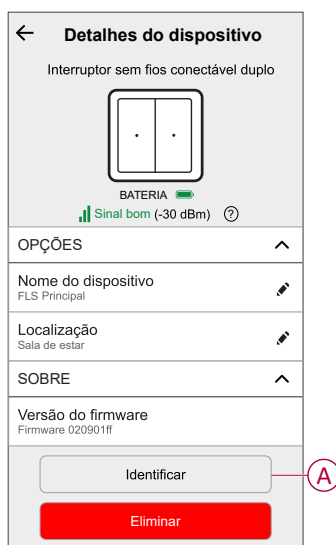 Detalhes do dispositivo
Interruptor sem fios conectável duplo
BATERIA
Sinal bom (-30 dBm) ?
OPÇÕES
Nome do dispositivo
FLS Principal
Localização
Sala de estar
SOBRE
Versão do firmware
Firmware 020901ff
Identificar
A
Eliminar